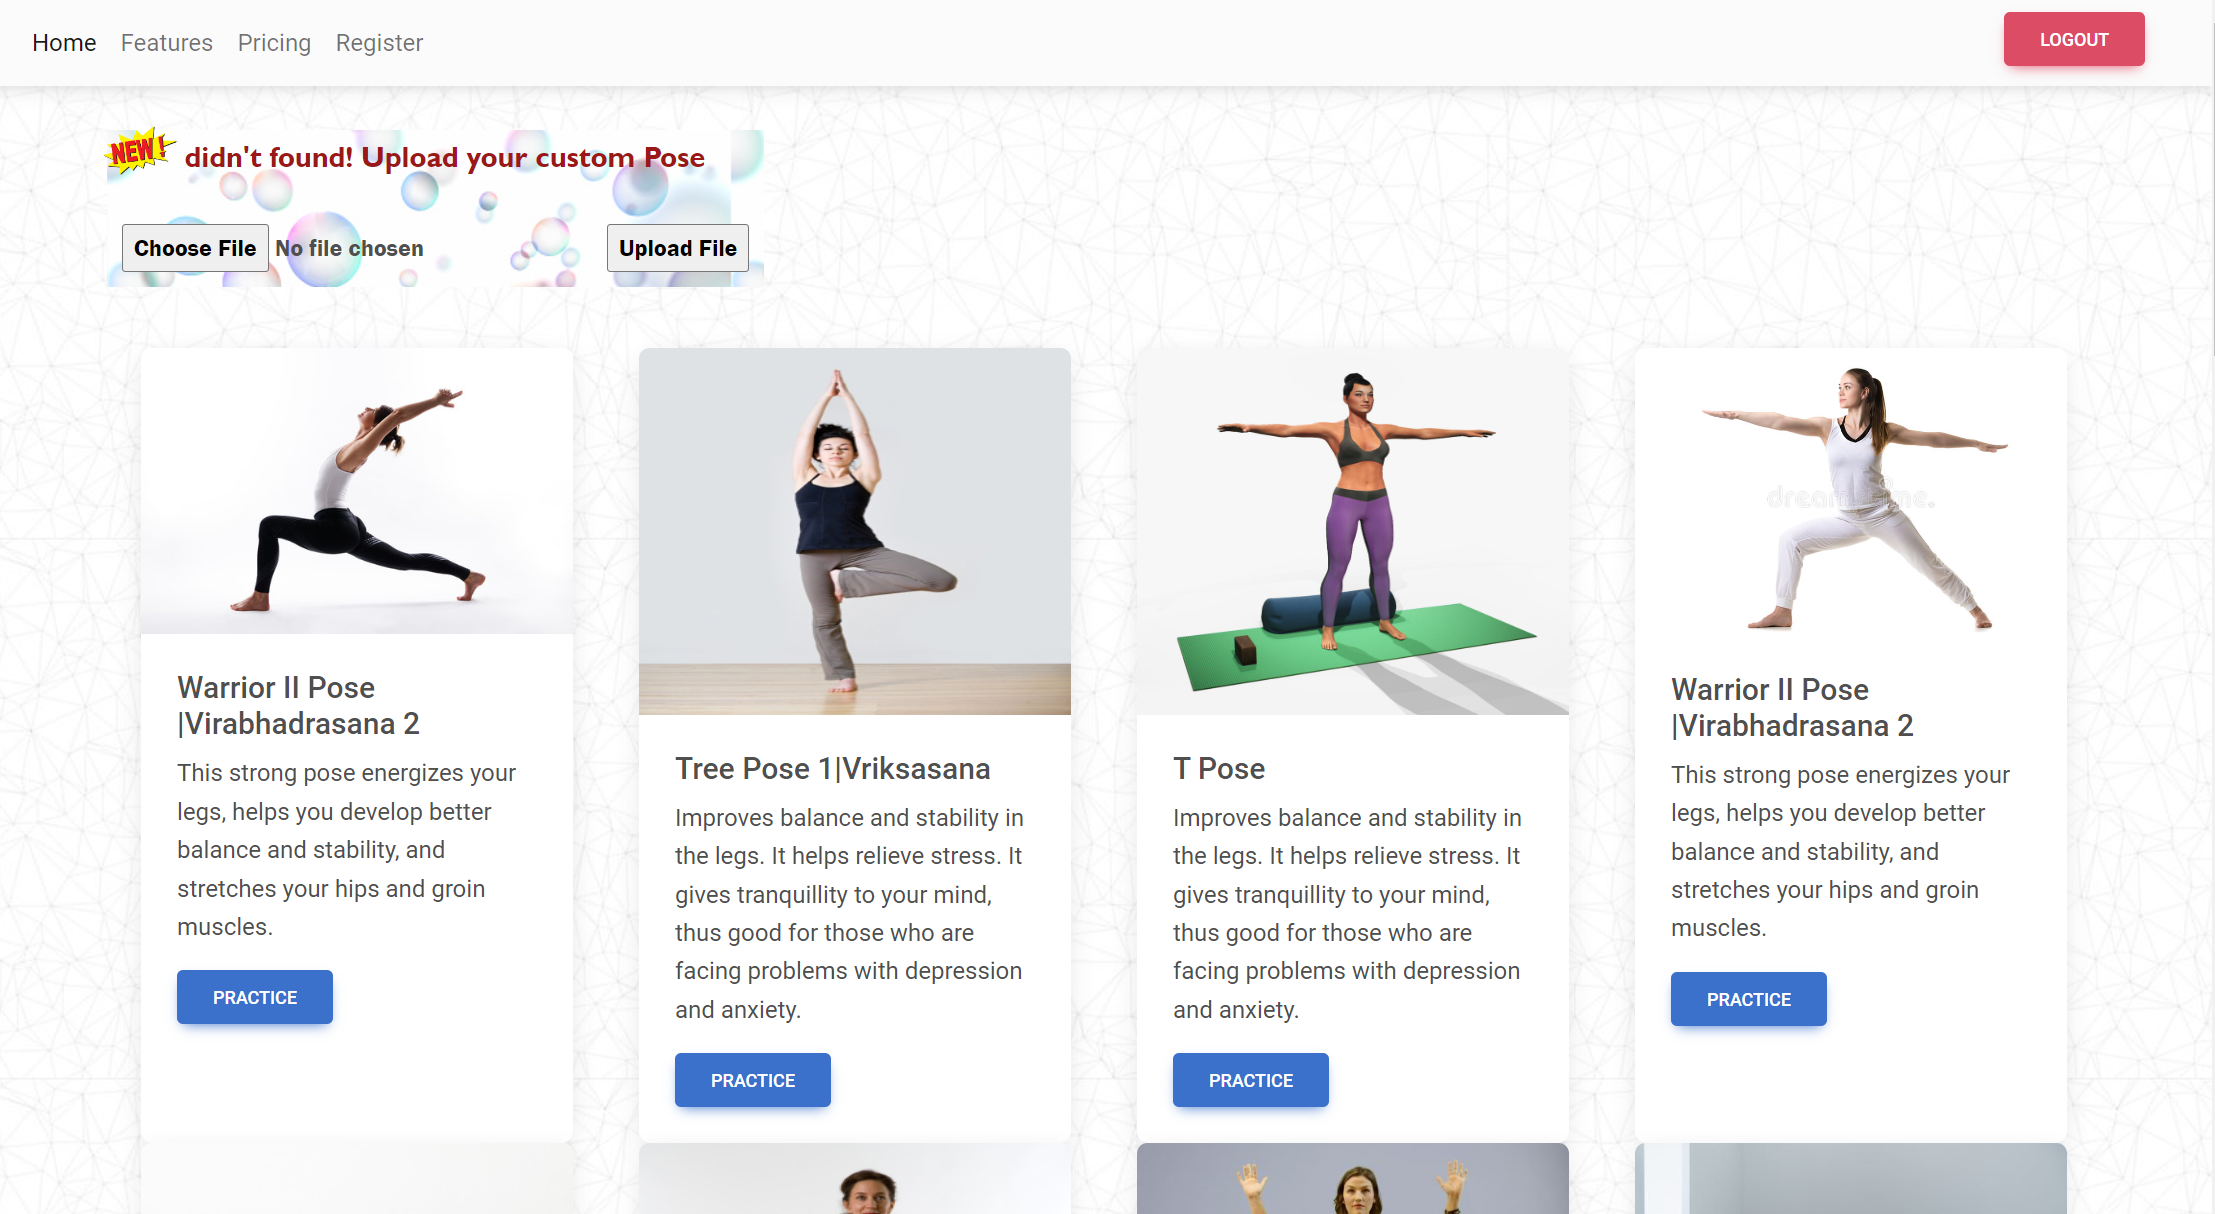 Home Features Pricing Register
LOGOUT
NEW!
didn't found! Upload your custom Pose
Choose File No file chosen
Upload File
Warrior II Pose
|Virabhadrasana 2
This strong pose energizes your
legs, helps you develop better
balance and stability, and
stretches your hips and groin
muscles.
PRACTICE
Tree Pose 1|Vriksasana
Improves balance and stability in
the legs. It helps relieve stress. It
gives tranquillity to your mind,
thus good for those who are
facing problems with depression
and anxiety.
PRACTICE
T Pose
Improves balance and stability in
the legs. It helps relieve stress. It
gives tranquillity to your mind,
thus good for those who are
facing problems with depression
and anxiety.
PRACTICE
dreamstime.
Warrior II Pose
|Virabhadrasana 2
This strong pose energizes your
legs, helps you develop better
balance and stability, and
stretches your hips and groin
muscles.
PRACTICE